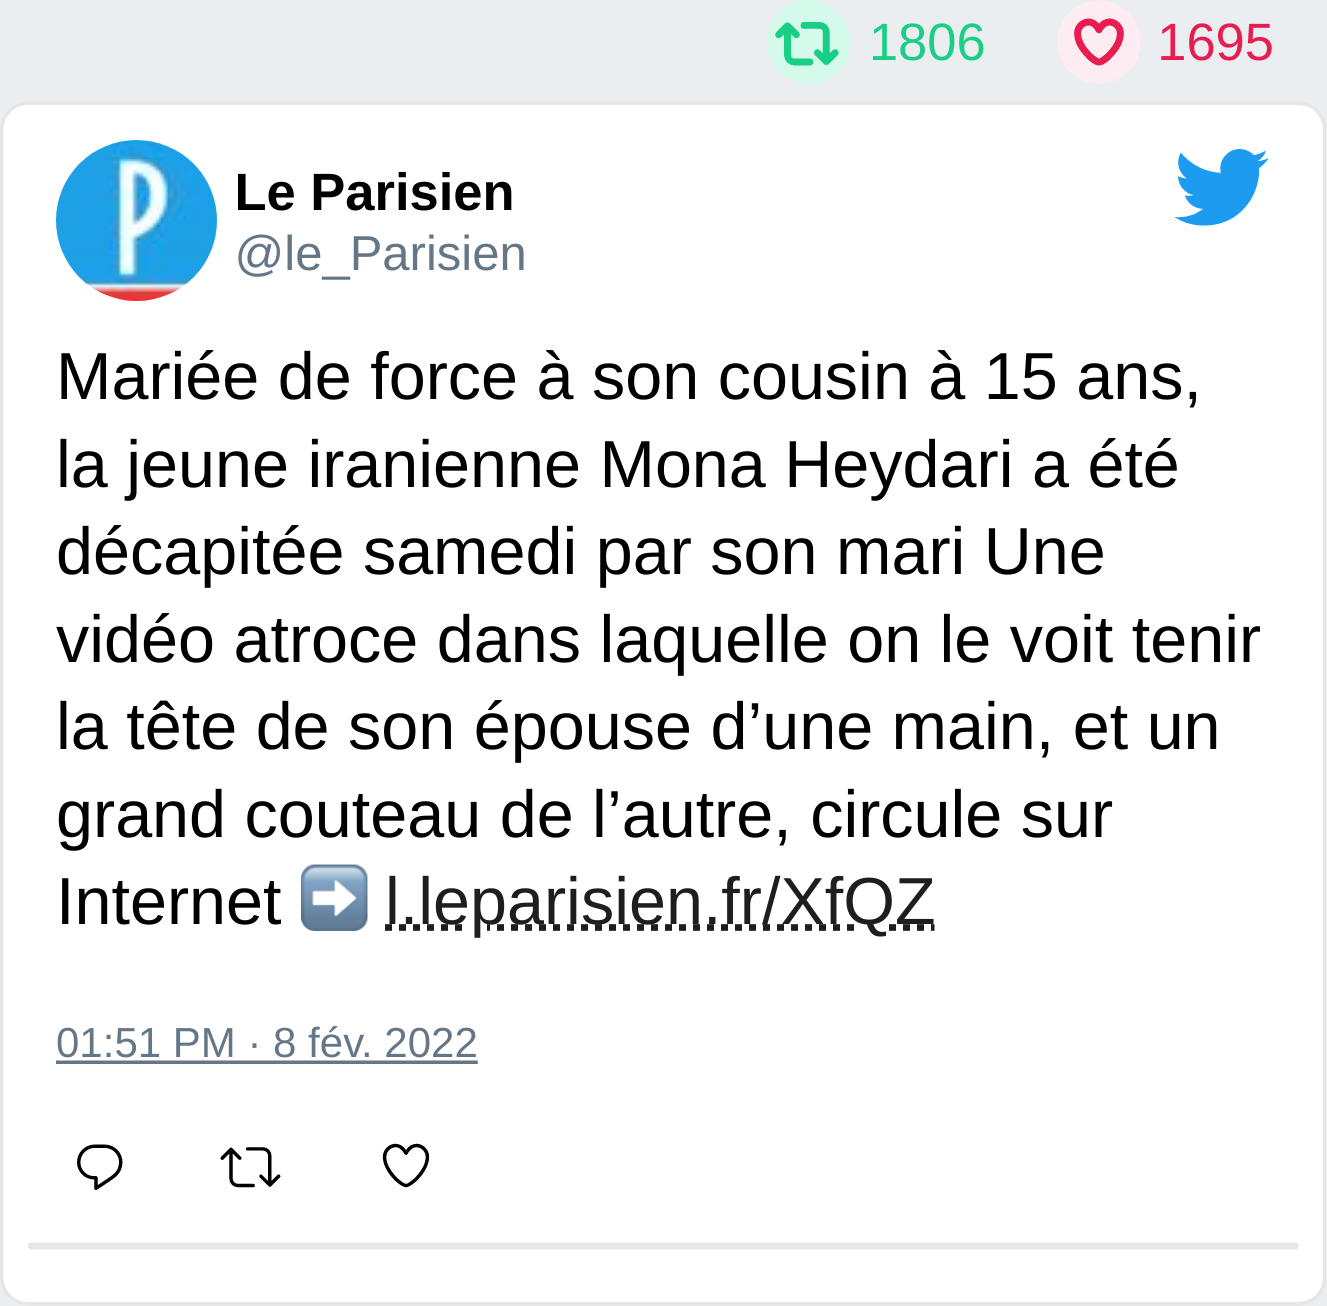 1806 1695
Le Parisien
@le_Parisien
Mariée de force à son cousin à 15 ans,
la jeune iranienne Mona Heydari a été
décapitée samedi par son mari Une
vidéo atroce dans laquelle on le voit tenir
la tête de son épouse d’une main, et un
grand couteau de l’autre, circule sur
Internet ➡️ l.leparisien.fr/XfQZ
01:51 PM · 8 fév. 2022